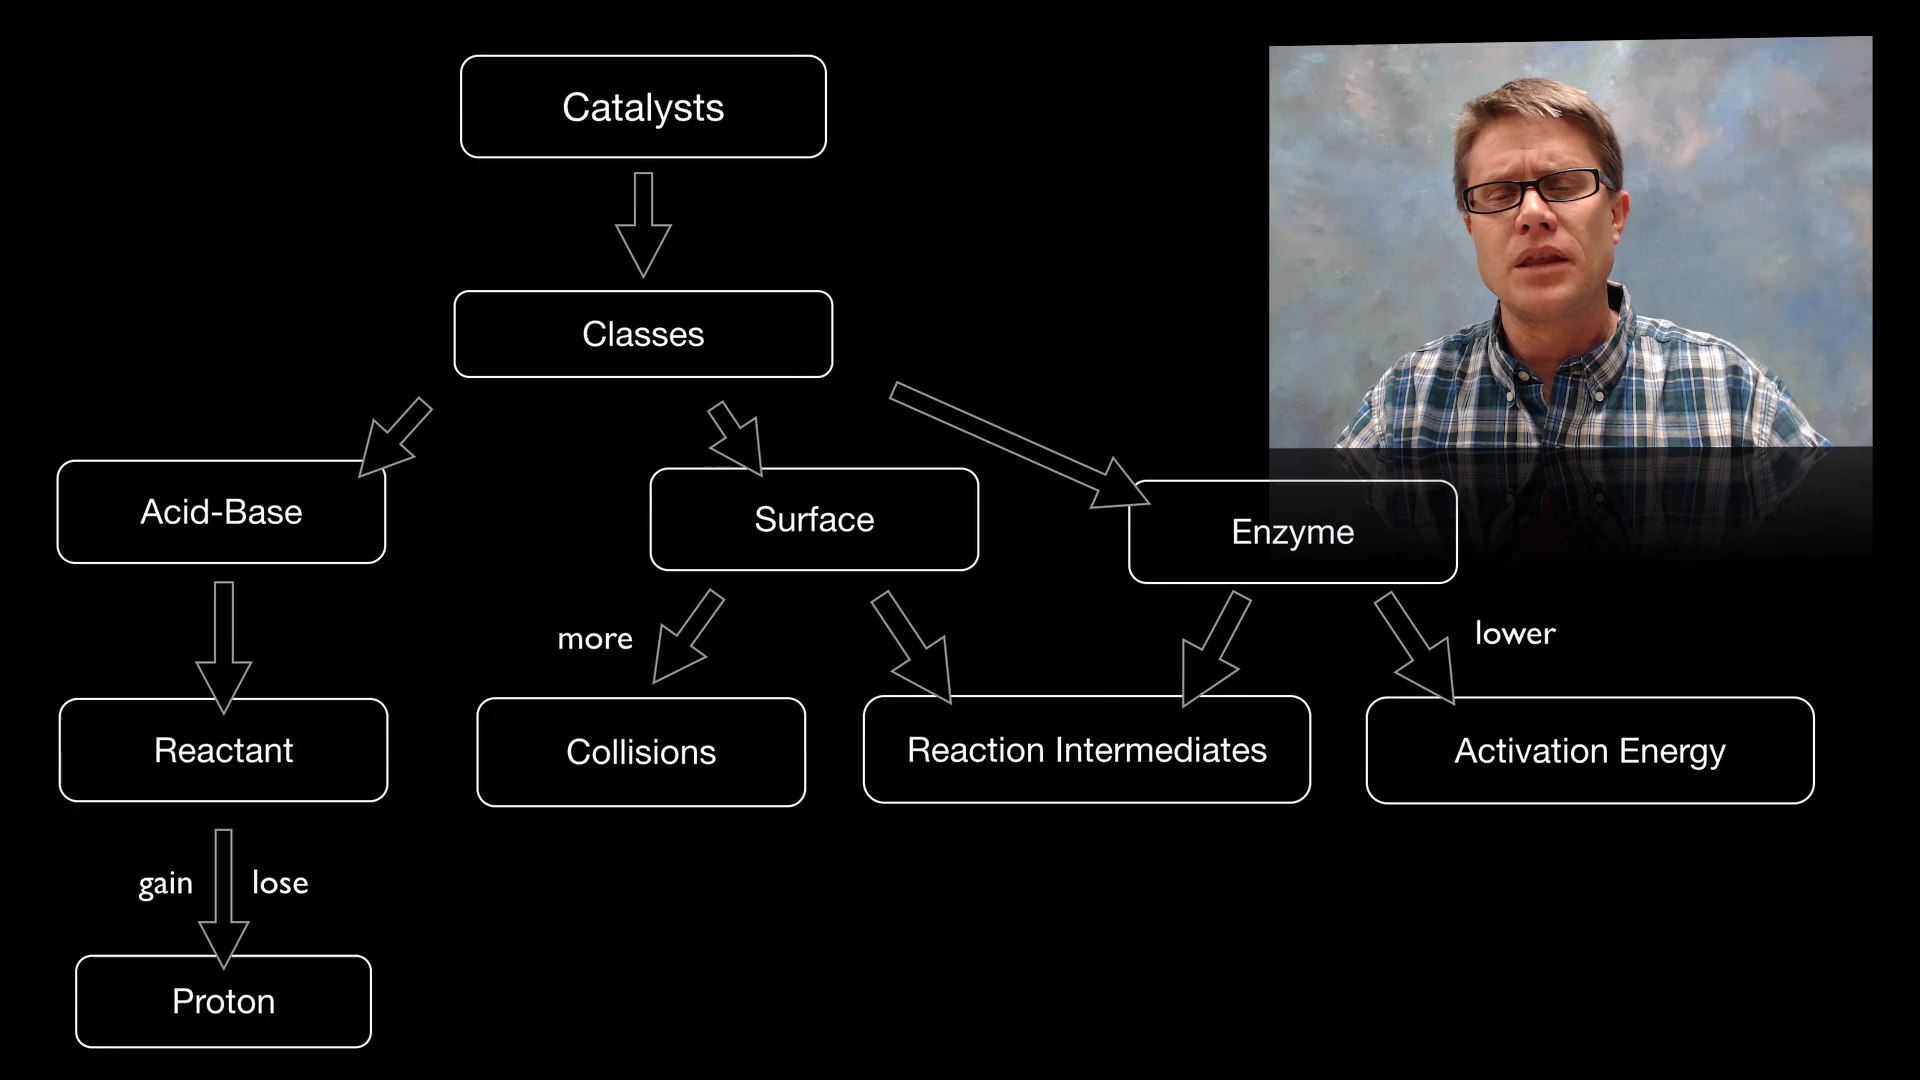 Catalysts
Classes
Acid-Base
Surface
Enzyme
more
lower
Reactant
Collisions
Reaction Intermediates
Activation Energy
gain
lose
Proton